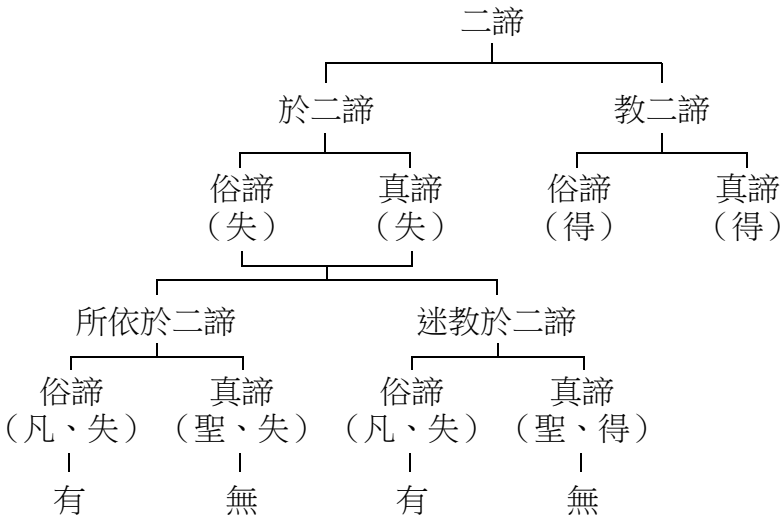 二諦
於二諦 教二諦
俗諦 真諦 俗諦 真諦
（失） （失） （得） （得）
所依於二諦 迷教於二諦
俗諦 真諦 俗諦 真諦
（凡、失） （聖、失） （凡、失） （聖、得）
有 無 有 無